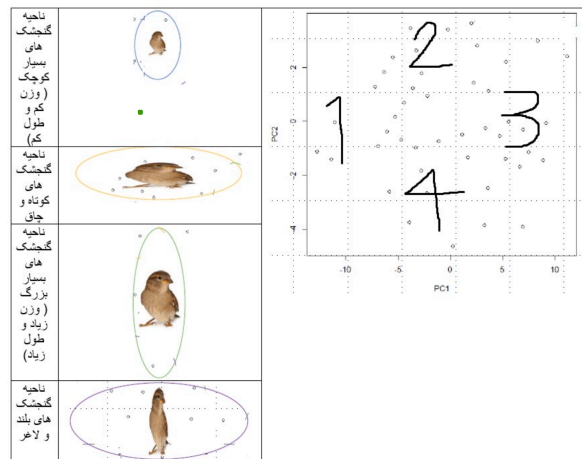 ناحیه
گنجشک
های
بسیار
کوچک
( وزن
کم و
طول
کم)
ناحیه
گنجشک
های
کوتاه و
چاق
ناحیه
گنجشک
های
بسیار
بزرگ
( وزن
زیاد و
طول
زیاد)
ناحیه
گنجشک
های بلند
و لاغر
2
1
3
4
PC2
2
0
-2
-4
-10
-5
0
5
10
PC1